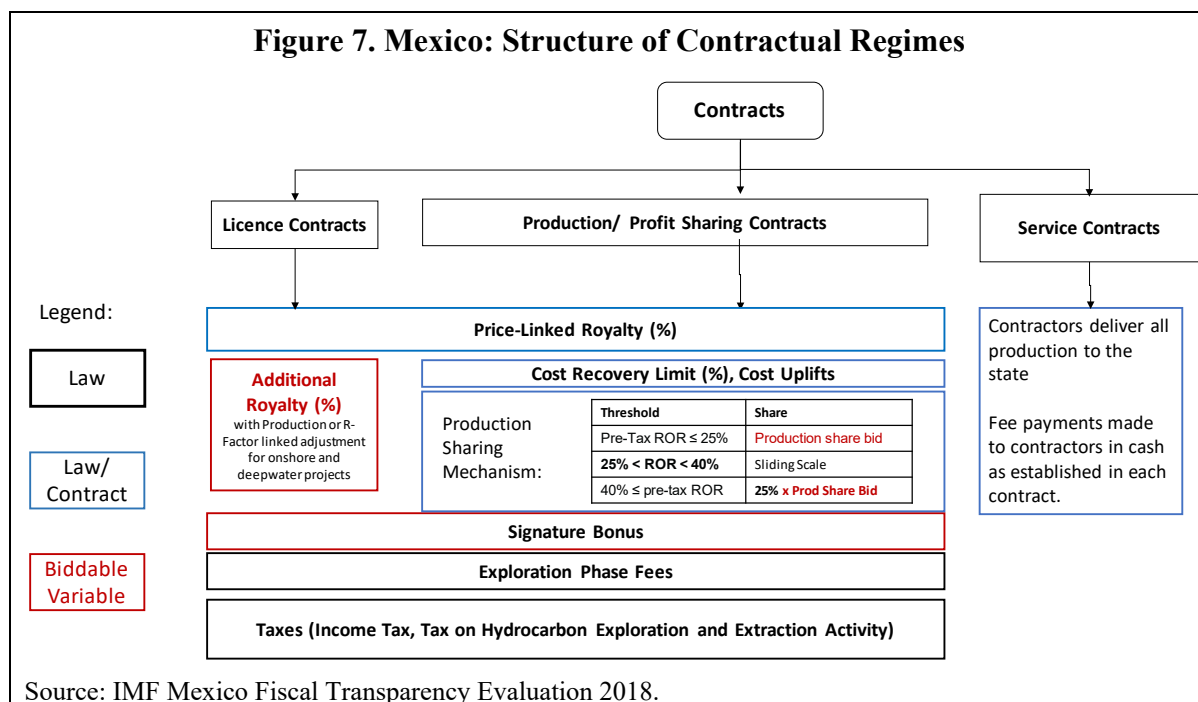 Figure 7. Mexico: Structure of Contractual Regimes
Contracts
Licence Contracts
Production/ Profit Sharing Contracts
Service Contracts
Legend:
Law
Law/
Contract
Biddable
Variable
Price-Linked Royalty (%)
Additional
Royalty (%)
with Production or R-
Factor linked adjustment
for onshore and
deepwater projects
Cost Recovery Limit (%), Cost Uplifts
Production
Sharing
Mechanism:
Threshold Share
Pre-Tax ROR ≤ 25% Production share bid
25% < ROR < 40% Sliding Scale
40% ≤ pre-tax ROR 25% x Prod Share Bid
Signature Bonus
Exploration Phase Fees
Taxes (Income Tax, Tax on Hydrocarbon Exploration and Extraction Activity)
Contractors deliver all
production to the
state
Fee payments made
to contractors in cash
as established in each
contract.
Source: IMF Mexico Fiscal Transparency Evaluation 2018.